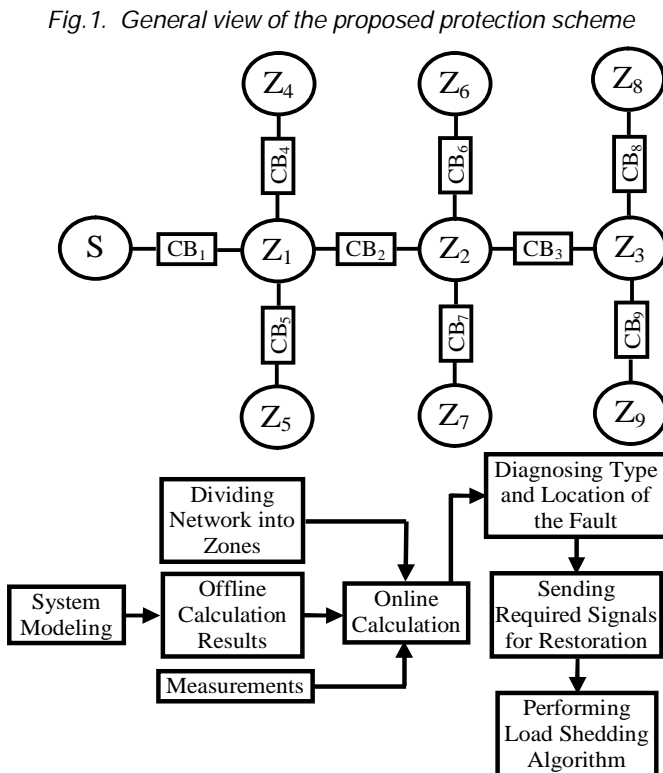 Fig.1. General view of the proposed protection scheme
Z4
Z6
Z8
CB4
CB6
CB8
S
CB1
Z1
CB2
Z2
CB3
Z3
CB5
CB7
CB9
Z5
Z7
Z9
Dividing
Network into
Zones
Diagnosing Type
and Location of
the Fault
System
Modeling
Offline
Calculation
Results
Online
Calculation
Sending
Required Signals
for Restoration
Measurements
Performing
Load Shedding
Algorithm